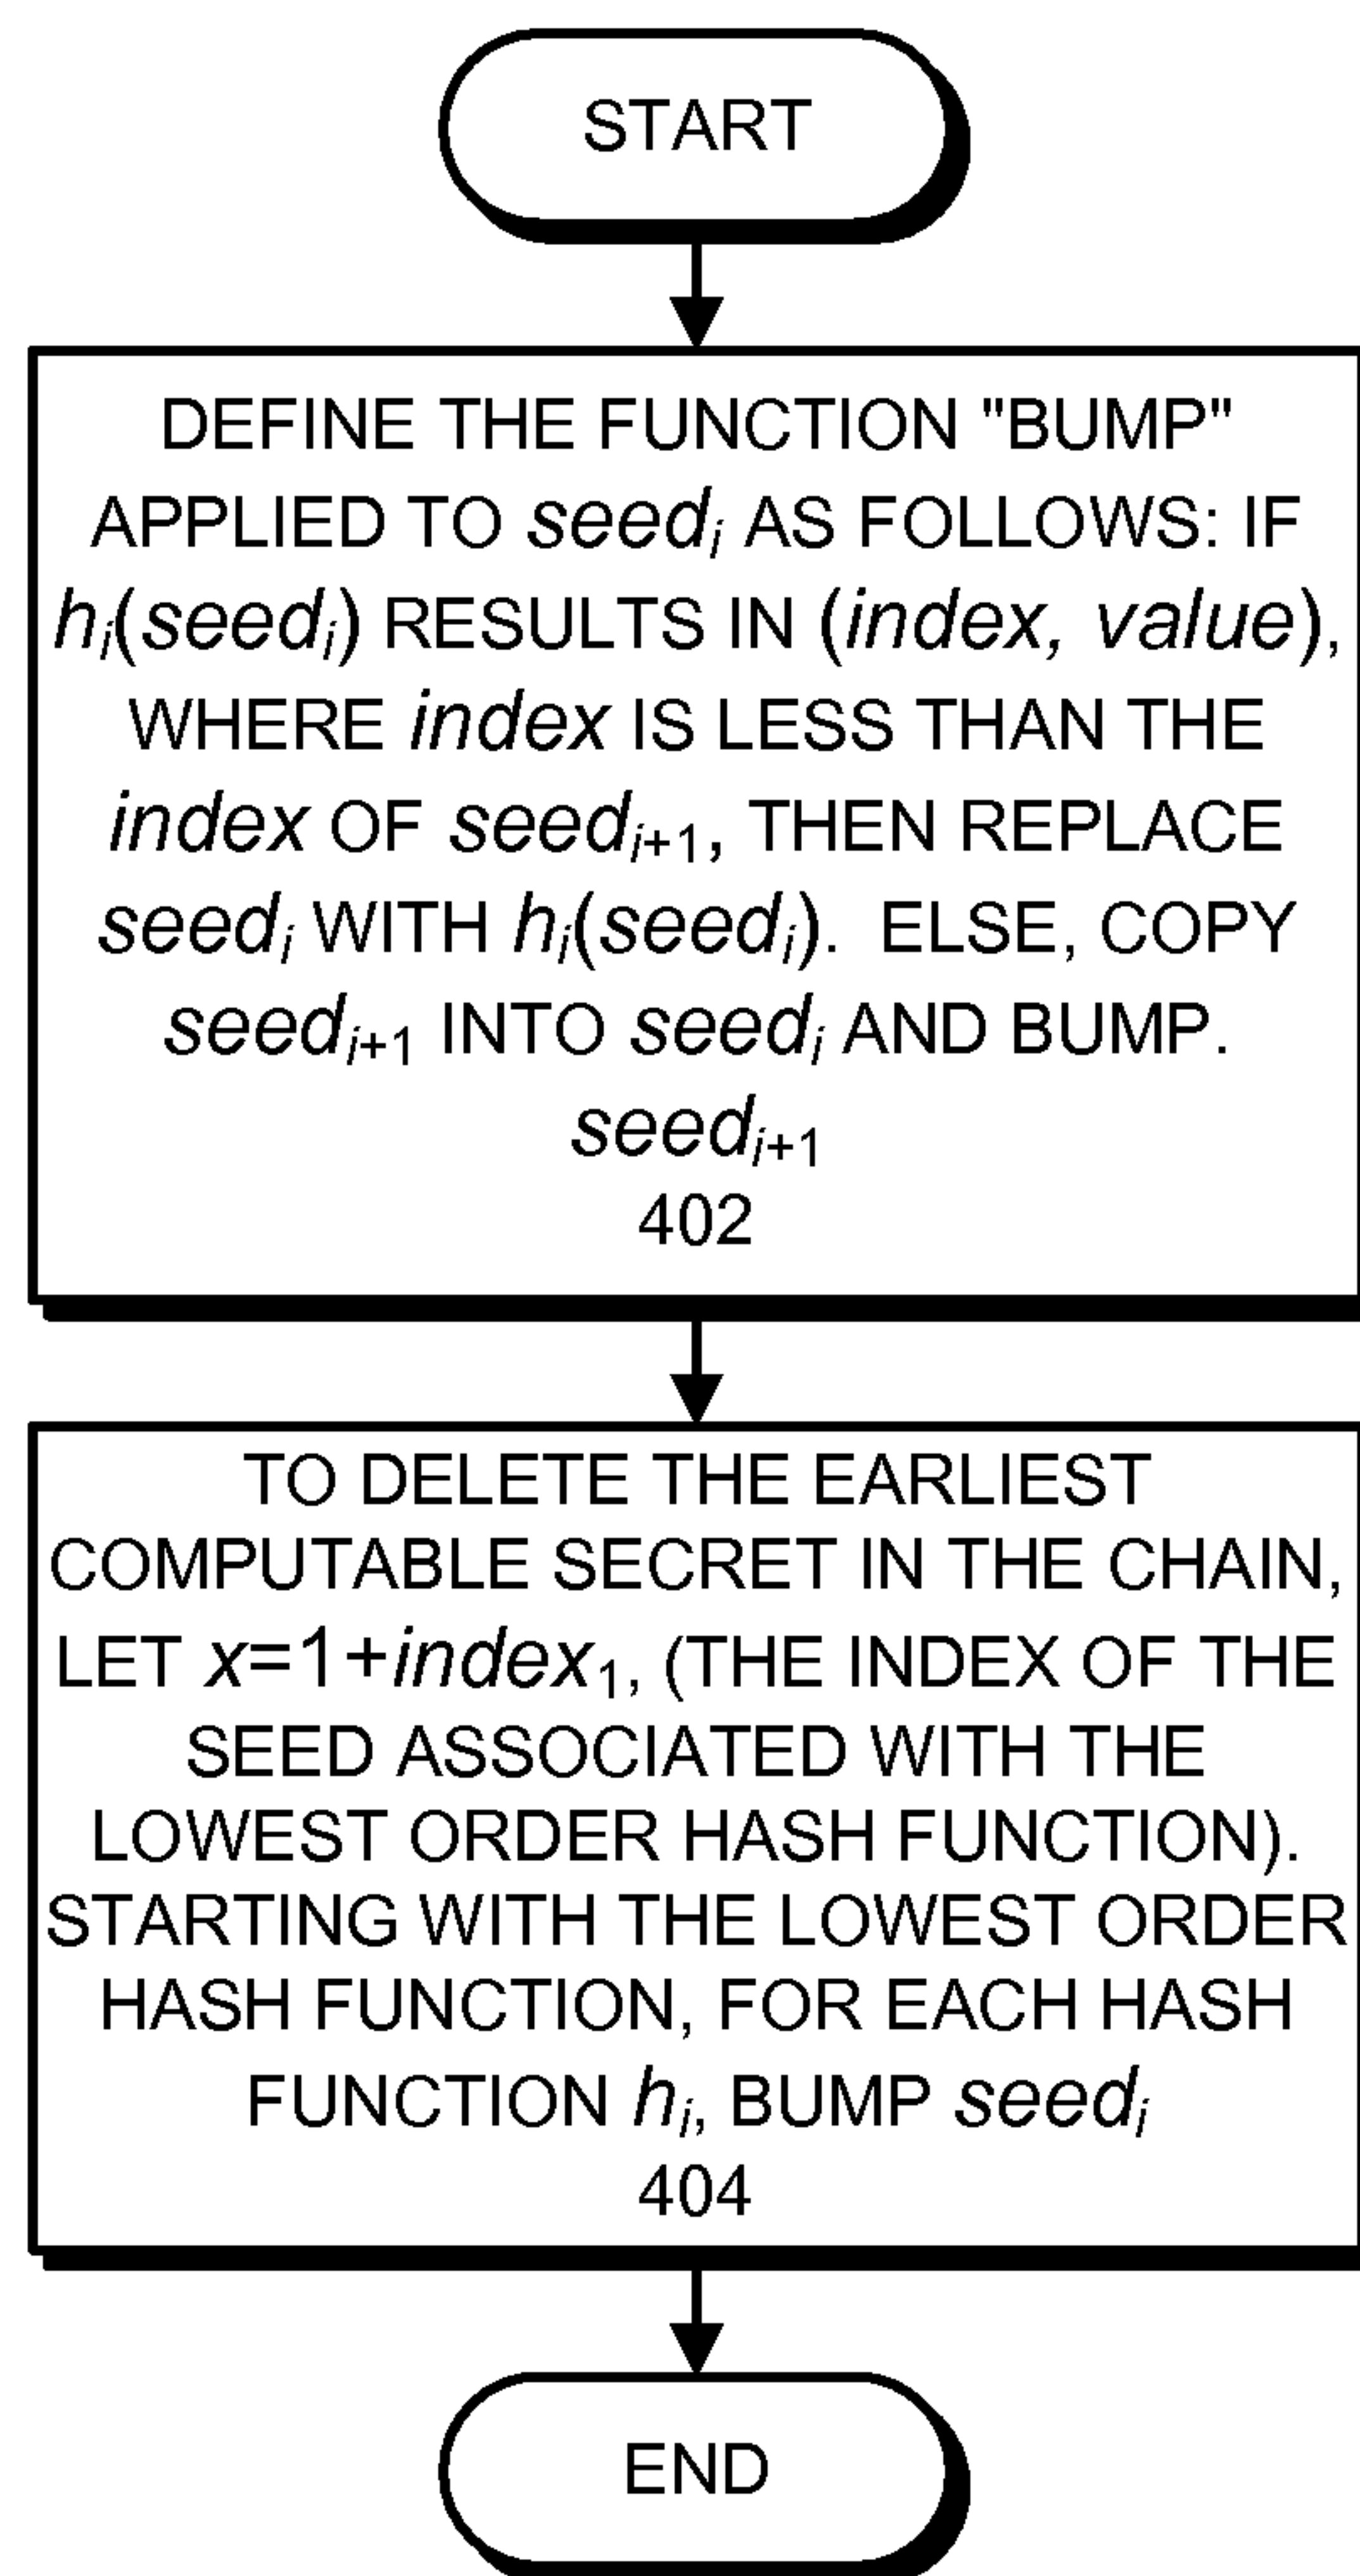 START
DEFINE THE FUNCTION "BUMP"
APPLIED TO seedᵢ AS FOLLOWS: IF
hᵢ(seedᵢ) RESULTS IN (index, value),
WHERE index IS LESS THAN THE
index OF seedᵢ₊₁, THEN REPLACE
seedᵢ WITH hᵢ(seedᵢ). ELSE, COPY
seedᵢ₊₁ INTO seedᵢ AND BUMP.
seedᵢ₊₁
402
TO DELETE THE EARLIEST
COMPUTABLE SECRET IN THE CHAIN,
LET x=1+index₁, (THE INDEX OF THE
SEED ASSOCIATED WITH THE
LOWEST ORDER HASH FUNCTION).
STARTING WITH THE LOWEST ORDER
HASH FUNCTION, FOR EACH HASH
FUNCTION hᵢ, BUMP seedᵢ
404
END